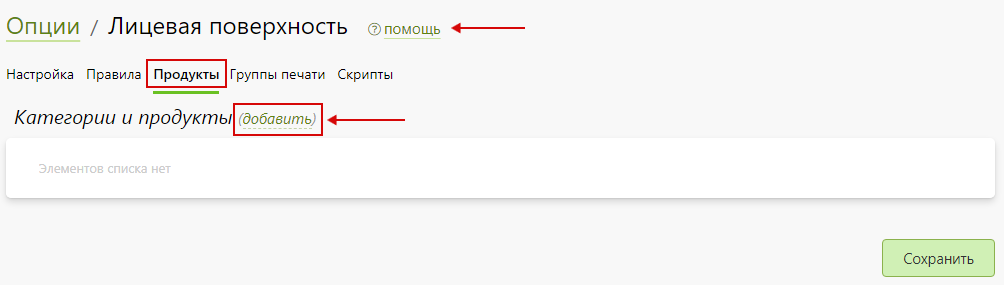 Опции / Лицевая поверхность ? помощь
Настройка Правила Продукты Группы печати Скрипты
Категории и продукты (добавить)
Элементов списка нет
Сохранить